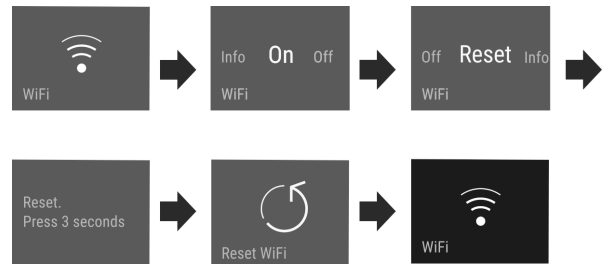 WiFi
Info On Off
WiFi
Off Reset Info
WiFi
Reset.
Press 3 seconds
Reset WiFi
WiFi